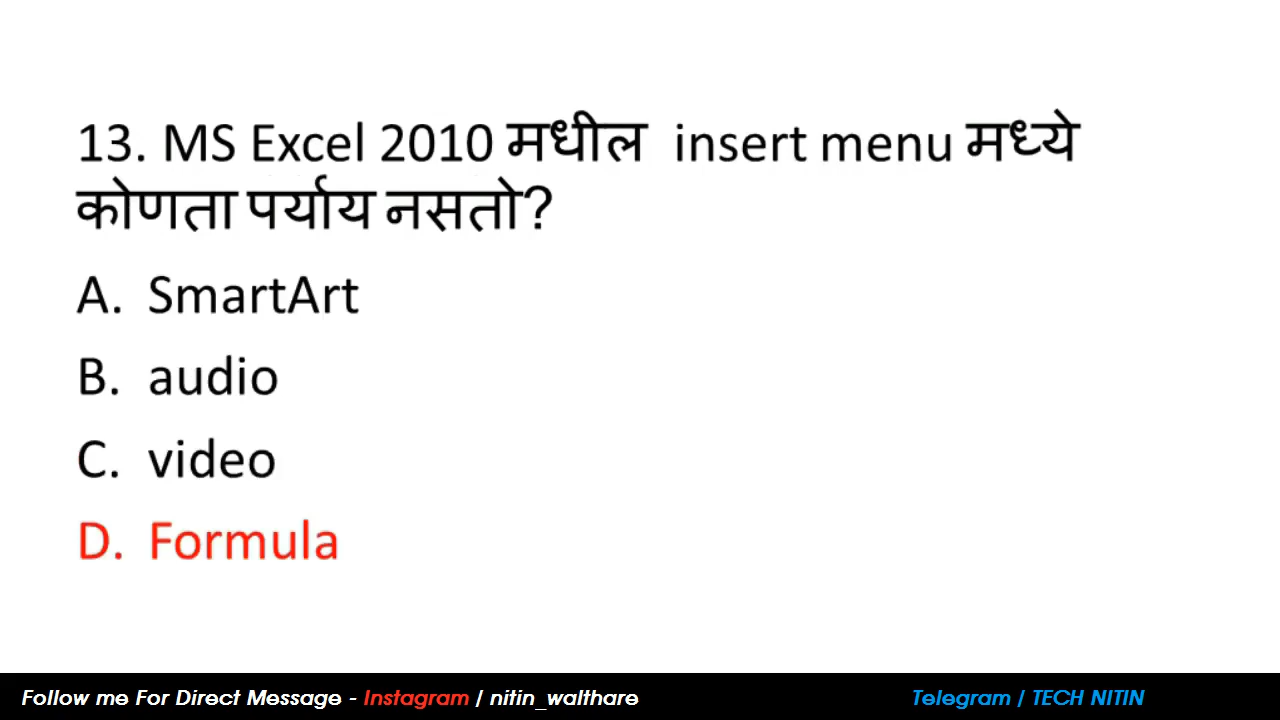 13. MS Excel 2010 मधील insert menu मध्ये
कोणता पर्याय नसतो?
A. SmartArt
B. audio
C. video
D. Formula
Follow me For Direct Message - Instagram / nitin_walthare
Telegram / TECH NITIN